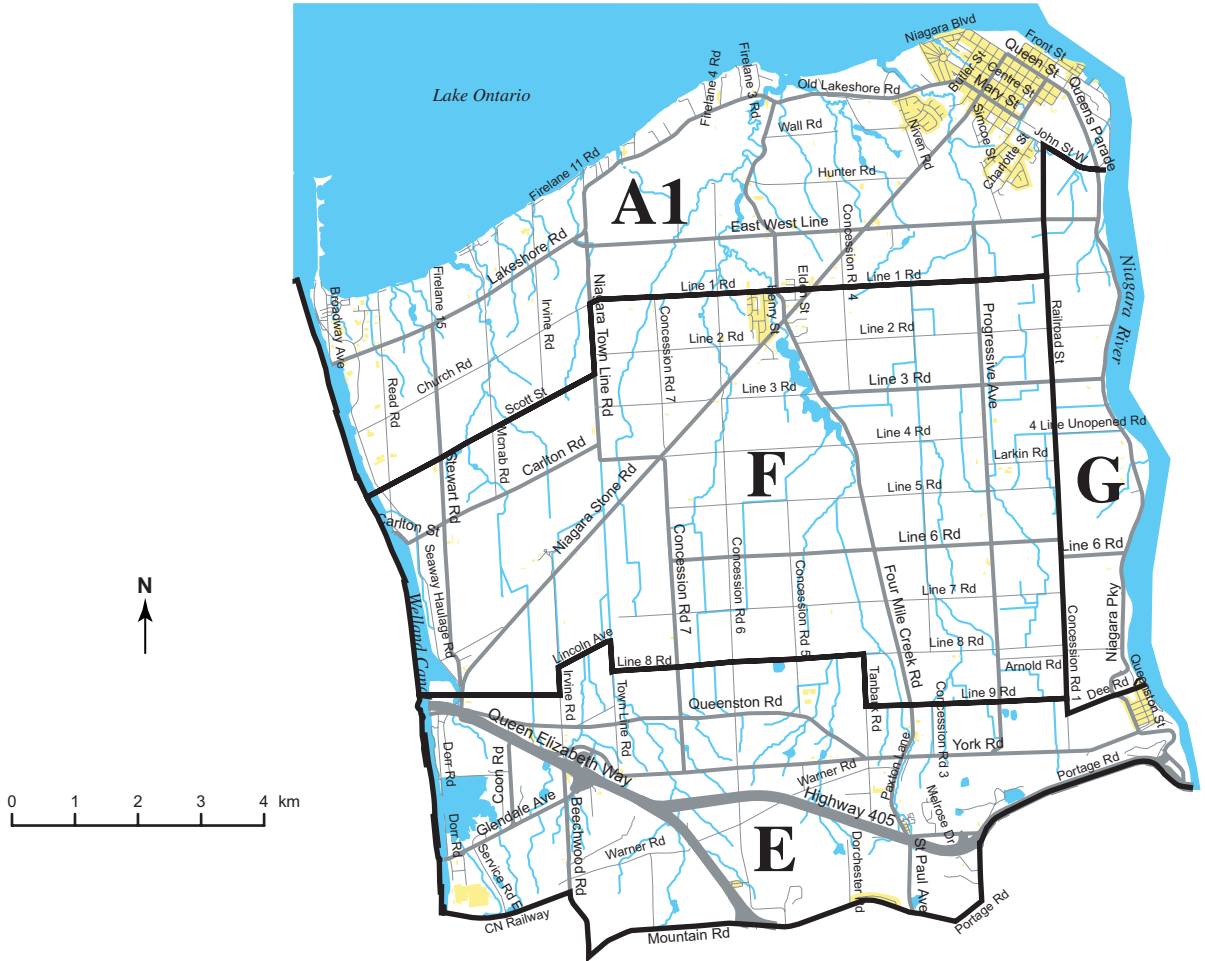 Niagara Blvd
Front St
Queen St
Butler St
Centre St
Mary St
Queens Parade
Simcoe St
John St W
Charlotte St
Niven Rd
Old Lakeshore Rd
Firelane 3 Rd
Firelane 4 Rd
Lake Ontario
Wall Rd
Hunter Rd
Firelane 11 Rd
A1
East West Line
Concession Rd 4
Lakeshore Rd
Niagara River
Line 1 Rd
Line 1 Rd
Elden St
Henry St
Firelane 15
Irvine Rd
Niagara Town Line Rd
Broadway Ave
Concession Rd 7
Line 2 Rd
Line 2 Rd
Progressive Ave
Railroad St
Church Rd
Read Rd
Scott St
Line 3 Rd
Line 3 Rd
4 Line Unopened Rd
Line 4 Rd
Larkin Rd
Mcnab Rd
Carlton Rd
Stewart Rd
F
G
Line 5 Rd
Niagara Stone Rd
Carlton St
Line 6 Rd
Line 6 Rd
Seaway Haulage Rd
Concession Rd 7
Concession Rd 6
Concession Rd 5
Four Mile Creek Rd
Line 7 Rd
N
Welland Canal
Concession Rd 1
Niagara Pky
Line 8 Rd
Lincoln Ave
Line 8 Rd
Arnold Rd
Irvine Rd
Town Line Rd
Tanbark Rd
Concession Rd 3
Line 9 Rd
Dee Rd
Queenston St
Queenston Rd
Queen Elizabeth Way
York Rd
Dorr Rd
Coon Rd
Warner Rd
Paxton Lane
Portage Rd
0 1 2 3 4 km
Glendale Ave
Highway 405
Melrose Dr
Dorr Rd
Beechwood Rd
Warner Rd
E
Service Rd E
Dorchester Rd
St Paul Ave
CN Railway
Mountain Rd
Portage Rd